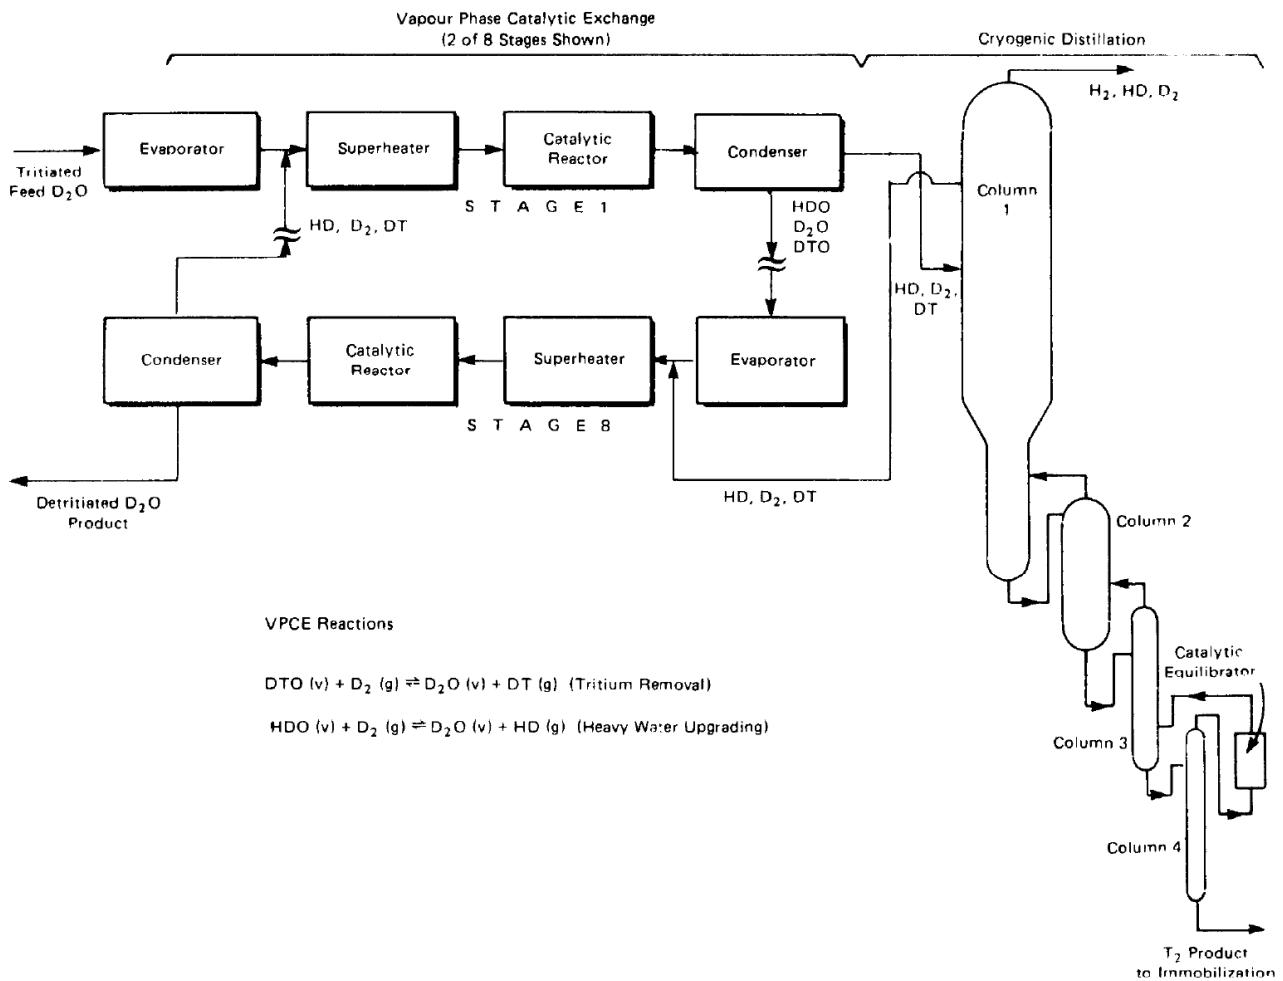 Vapour Phase Catalytic Exchange
(2 of 8 Stages Shown)
Cryogenic Distillation
H₂, HD, D₂
Evaporator
Superheater
Catalytic
Reactor
Condenser
Tritiated
Feed D₂O
STAGE 1
HD, D₂, DT
HDO
D₂O
DTO
Column
1
HD, D₂,
DT
Condenser
Catalytic
Reactor
Superheater
Evaporator
STAGE 8
HD, D₂, DT
Detritiated D₂O
Product
Column 2
VPCE Reactions
DTO (v) + D₂ (g) ⇌ D₂O (v) + DT (g) (Tritium Removal)
HDO (v) + D₂ (g) ⇌ D₂O (v) + HD (g) (Heavy Water Upgrading)
Catalytic
Equilibrator
Column 3
Column 4
T₂ Product
to Immobilization